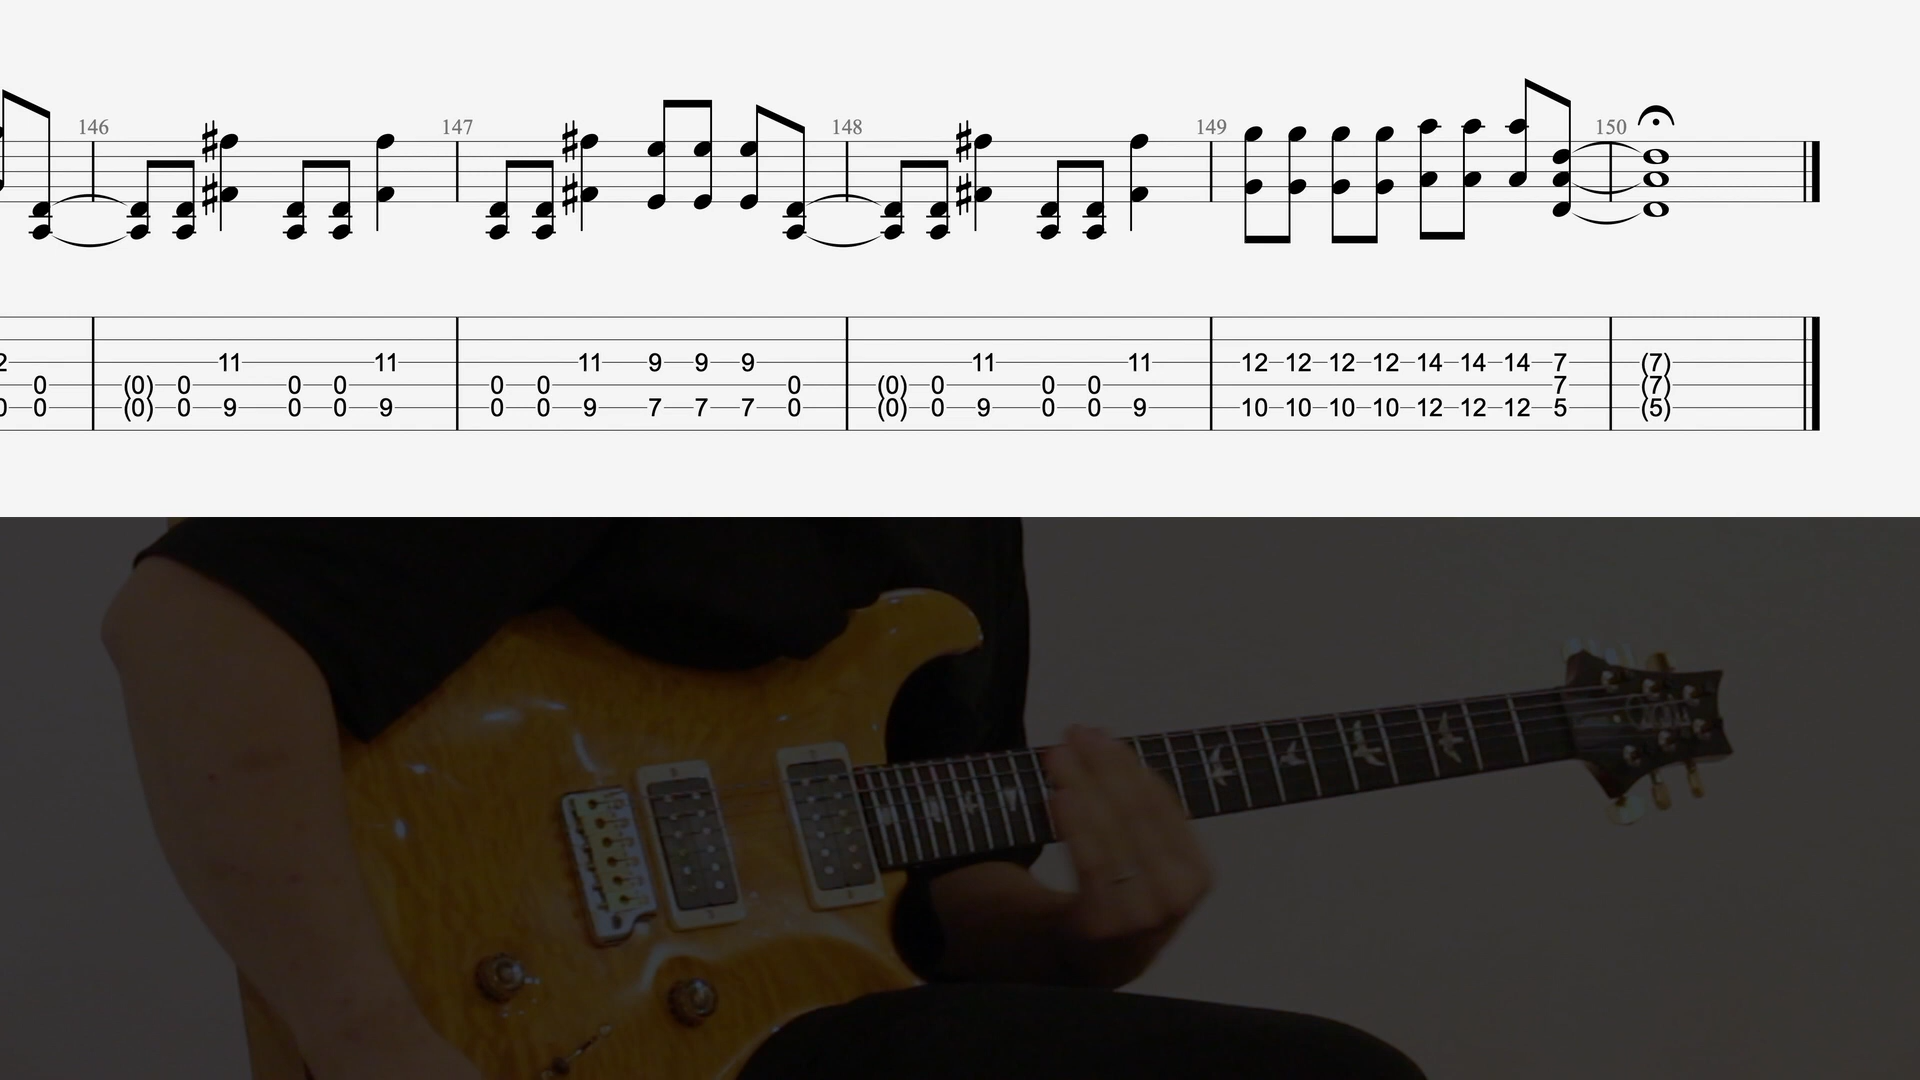 146 147 148 149 150
2 11 11 11 9 9 9 11 11 12 12 12 12 14 14 14 7 (7)
0 (0) 0 0 0 0 0 0 (0) 0 0 0 7 (7)
0 0 (0) 0 9 0 0 9 0 0 9 7 7 7 0 (0) 0 9 0 0 9 10 10 10 10 12 12 12 5 (5)